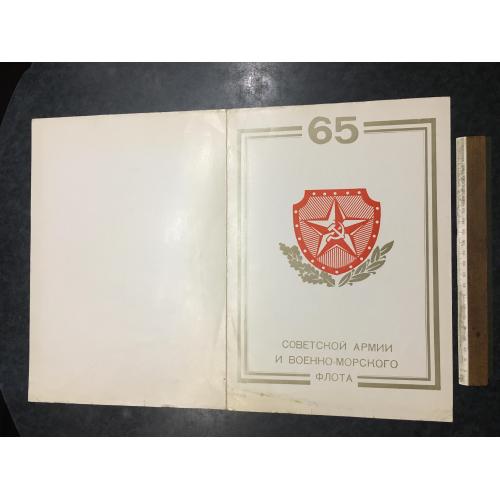 65
СОВЕТСКОЙ АРМИИ
И ВОЕННО-МОРСКОГО
ФЛОТА